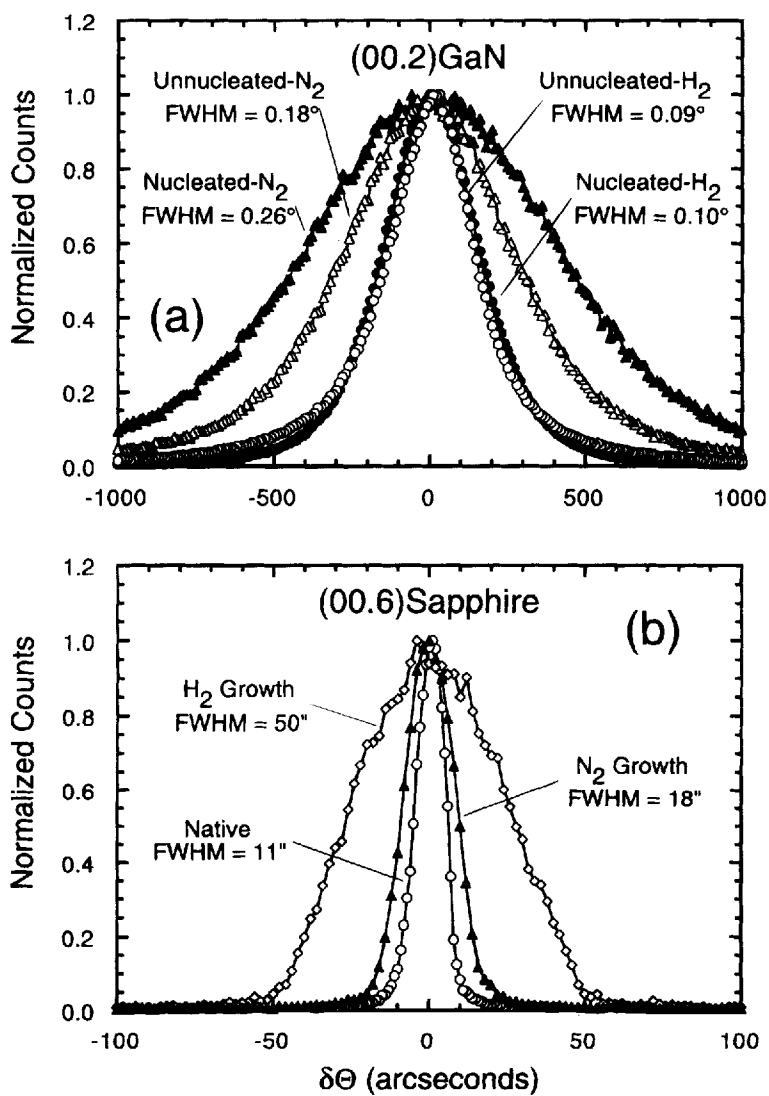 1.2
(00.2)GaN
Unnucleated-N2
FWHM = 0.18°
Unnucleated-H2
FWHM = 0.09°
1.0
0.8
Nucleated-N2
FWHM = 0.26°
Nucleated-H2
FWHM = 0.10°
0.6
Normalized Counts
(a)
0.4
0.2
0.0
-1000
-500
0
500
1000
1.2
(00.6)Sapphire
(b)
1.0
H2 Growth
FWHM = 50"
0.8
N2 Growth
FWHM = 18"
0.6
Normalized Counts
Native
FWHM = 11"
0.4
0.2
0.0
-100
-50
0
50
100
δΘ (arcseconds)